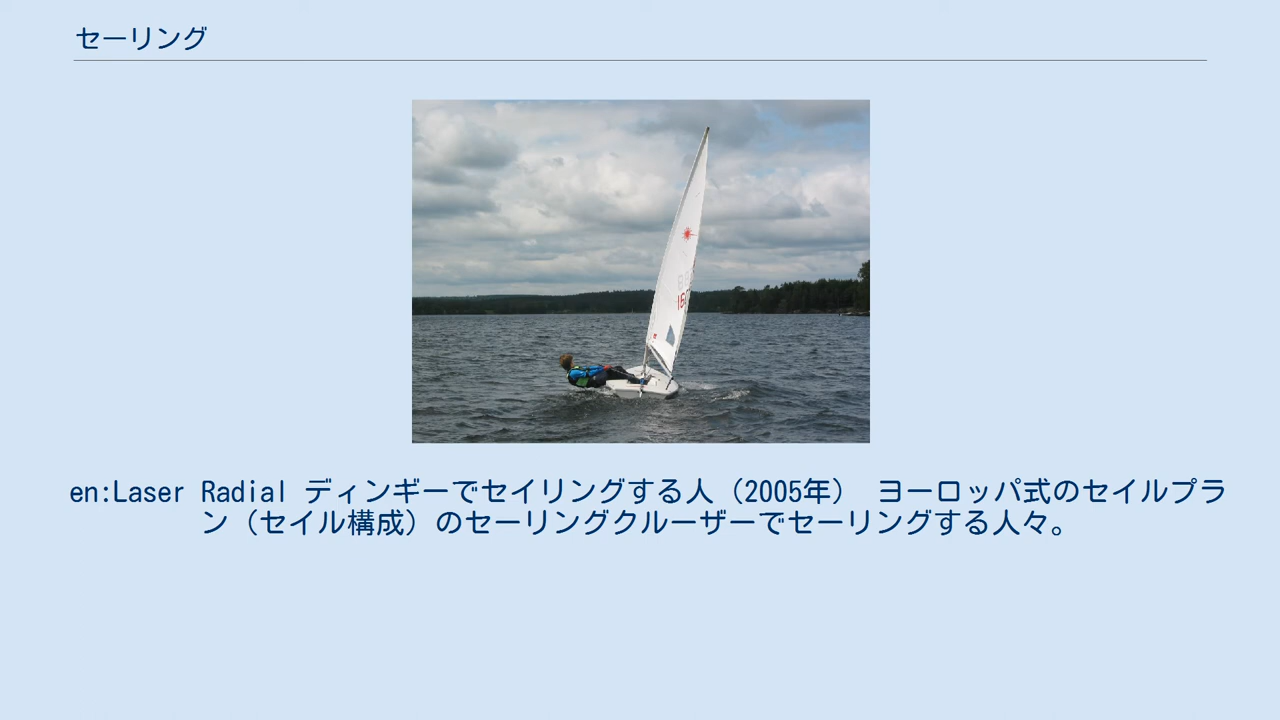 セーリング
en:Laser Radial ディンギーでセイリングする人（2005年） ヨーロッパ式のセイルプラ
ン（セイル構成）のセーリングクルーザーでセーリングする人々。